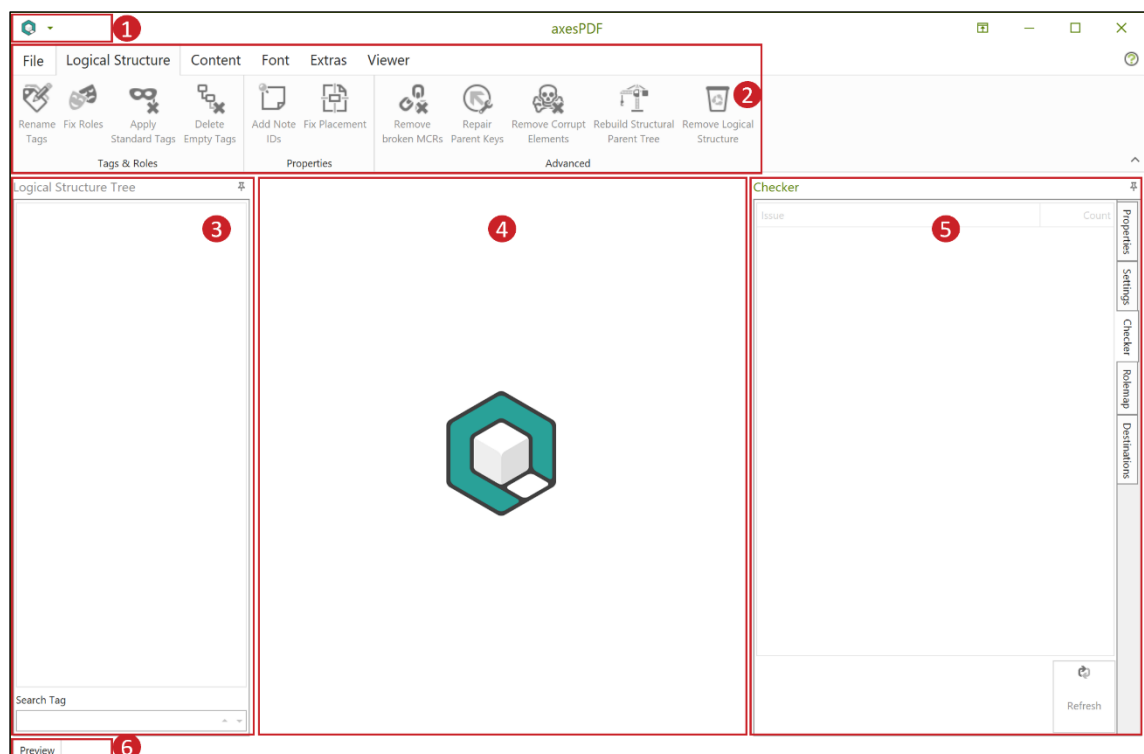 1
axesPDF
File Logical Structure Content Font Extras Viewer
2
Rename Tags
Fix Roles
Apply Standard Tags
Delete Empty Tags
Tags & Roles
Add Note IDs
Fix Placement
Properties
Remove broken MCRs
Repair Parent Keys
Remove Corrupt Elements
Rebuild Structural Parent Tree
Remove Logical Structure
Advanced
Logical Structure Tree
3
Search Tag
4
Checker
Issue Count
5
Refresh
Properties
Settings
Checker
Rolemap
Destinations
Preview
6